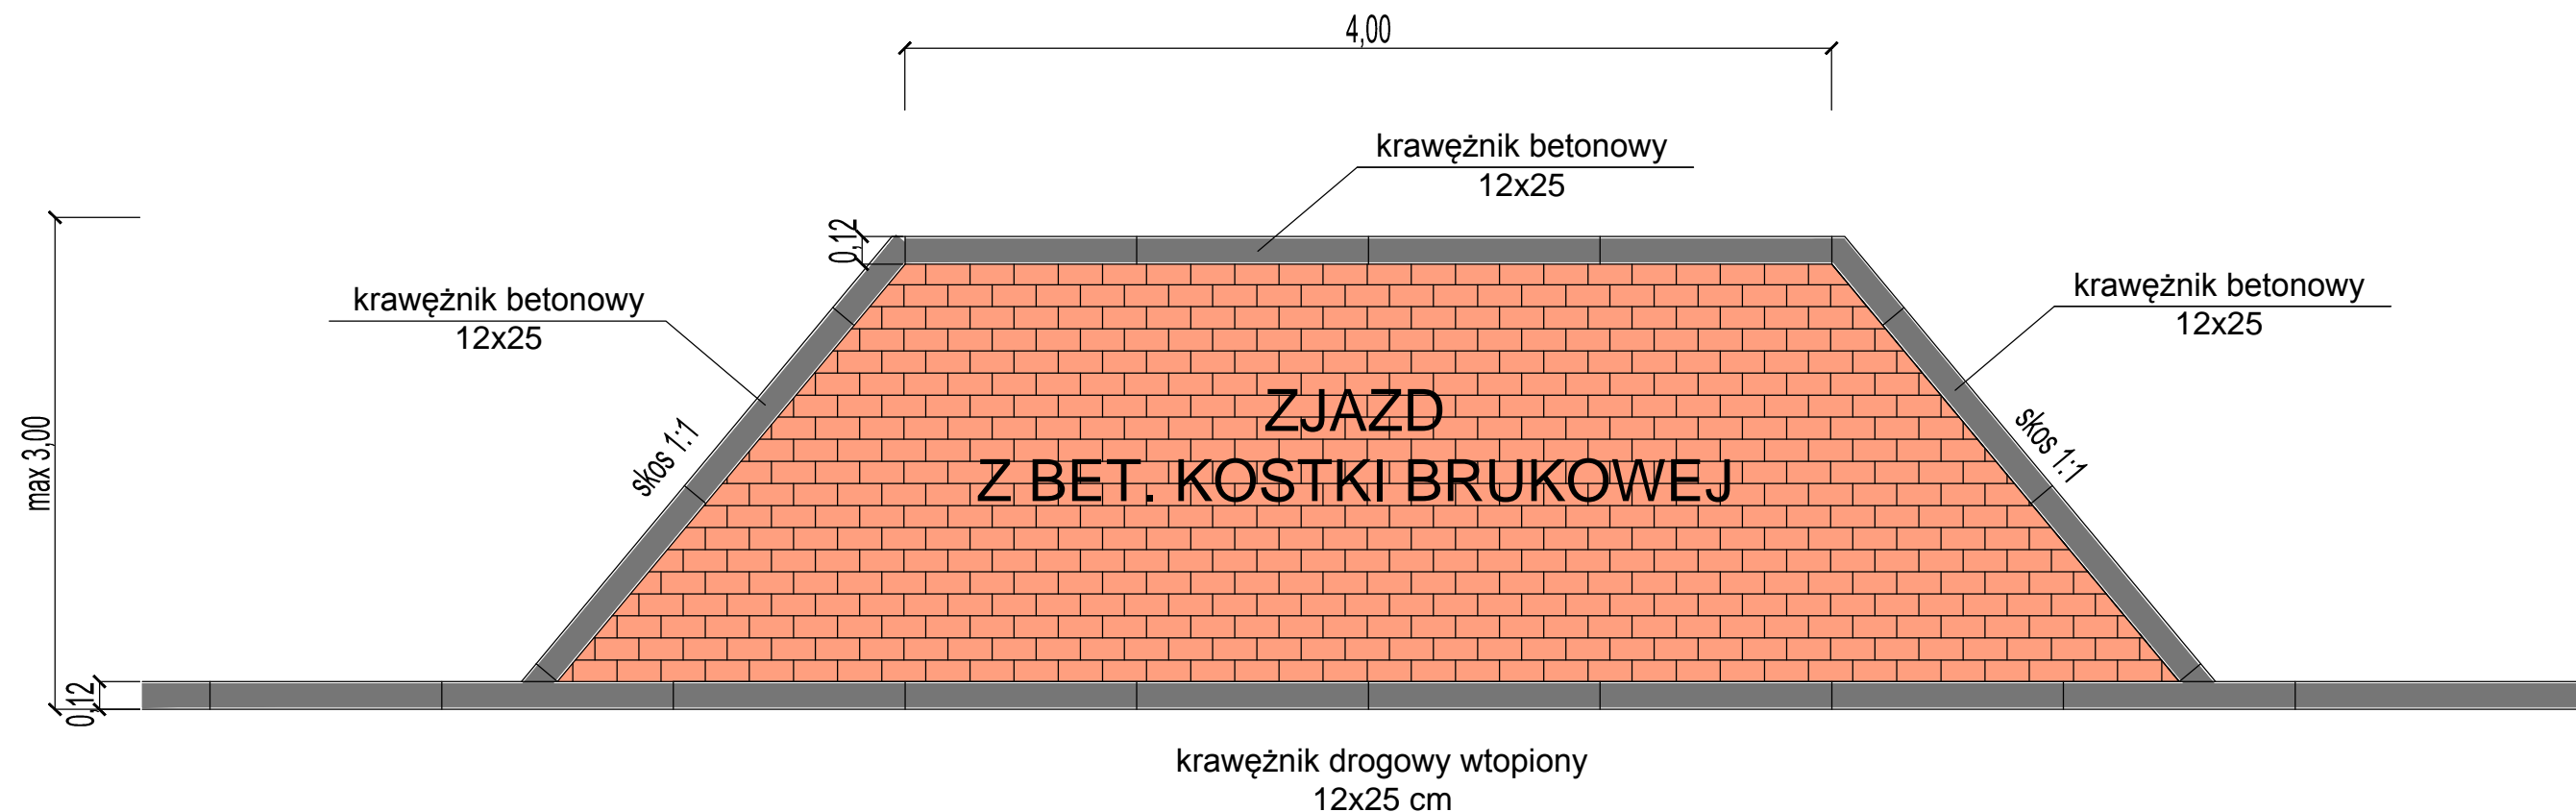 4,00
krawężnik betonowy
12x25
0,12
krawężnik betonowy
12x25
krawężnik betonowy
12x25
max 3,00
skos 1:1
skos 1:1
ZJAZD
Z BET. KOSTKI BRUKOWEJ
0,12
krawężnik drogowy wtopiony
12x25 cm